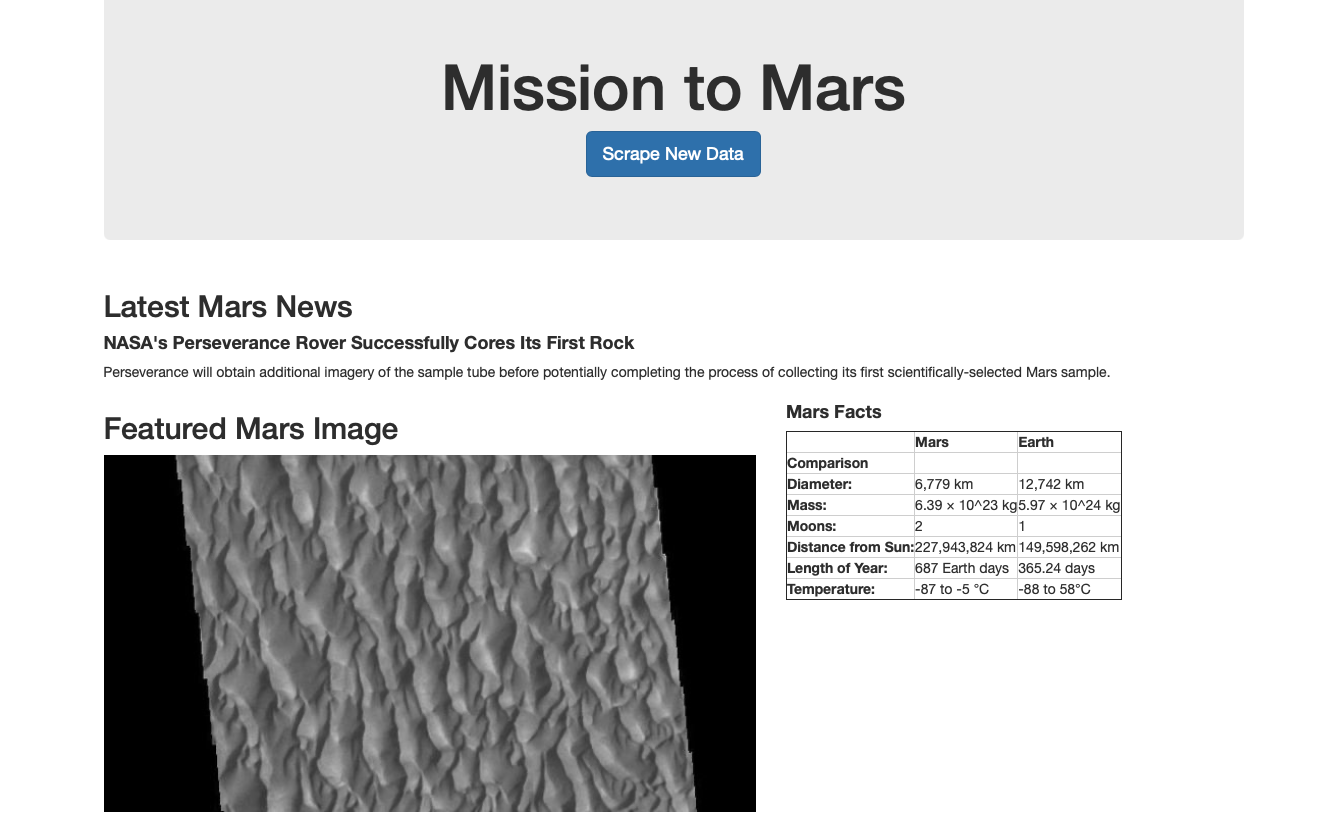 Mission to Mars
Scrape New Data
Latest Mars News
NASA's Perseverance Rover Successfully Cores Its First Rock
Perseverance will obtain additional imagery of the sample tube before potentially completing the process of collecting its first scientifically-selected Mars sample.
Featured Mars Image
Mars Facts
Mars Earth
Comparison
Diameter: 6,779 km 12,742 km
Mass: 6.39 × 10^23 kg 5.97 × 10^24 kg
Moons: 2 1
Distance from Sun: 227,943,824 km 149,598,262 km
Length of Year: 687 Earth days 365.24 days
Temperature: -87 to -5 °C -88 to 58°C